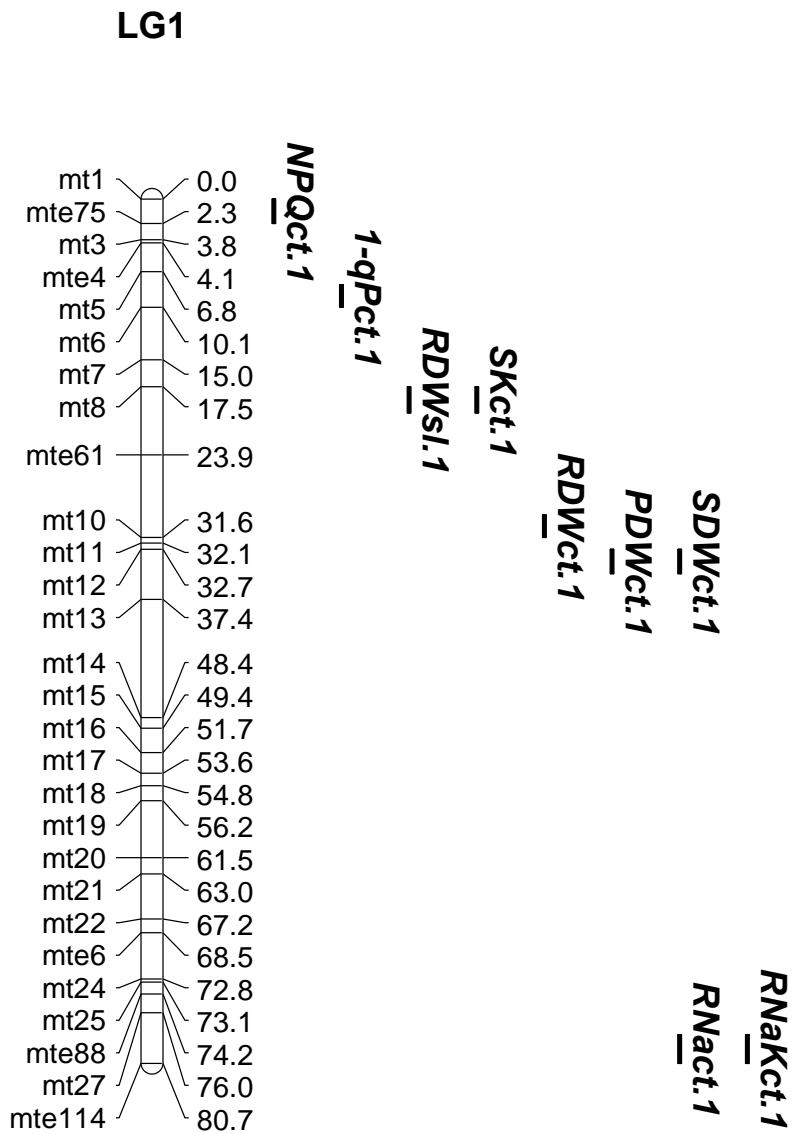 LG1
mt1 0.0
mte75 2.3
mt3 3.8
mte4 4.1
mt5 6.8
mt6 10.1
mt7 15.0
mt8 17.5
mte61 23.9
mt10 31.6
mt11 32.1
mt12 32.7
mt13 37.4
mt14 48.4
mt15 49.4
mt16 51.7
mt17 53.6
mt18 54.8
mt19 56.2
mt20 61.5
mt21 63.0
mt22 67.2
mte6 68.5
mt24 72.8
mt25 73.1
mte88 74.2
mt27 76.0
mte114 80.7
NPQct.1
1-qPct.1
RDWsl.1
SKct.1
RDWct.1
PDWct.1
SDWct.1
RNact.1
RNaKct.1